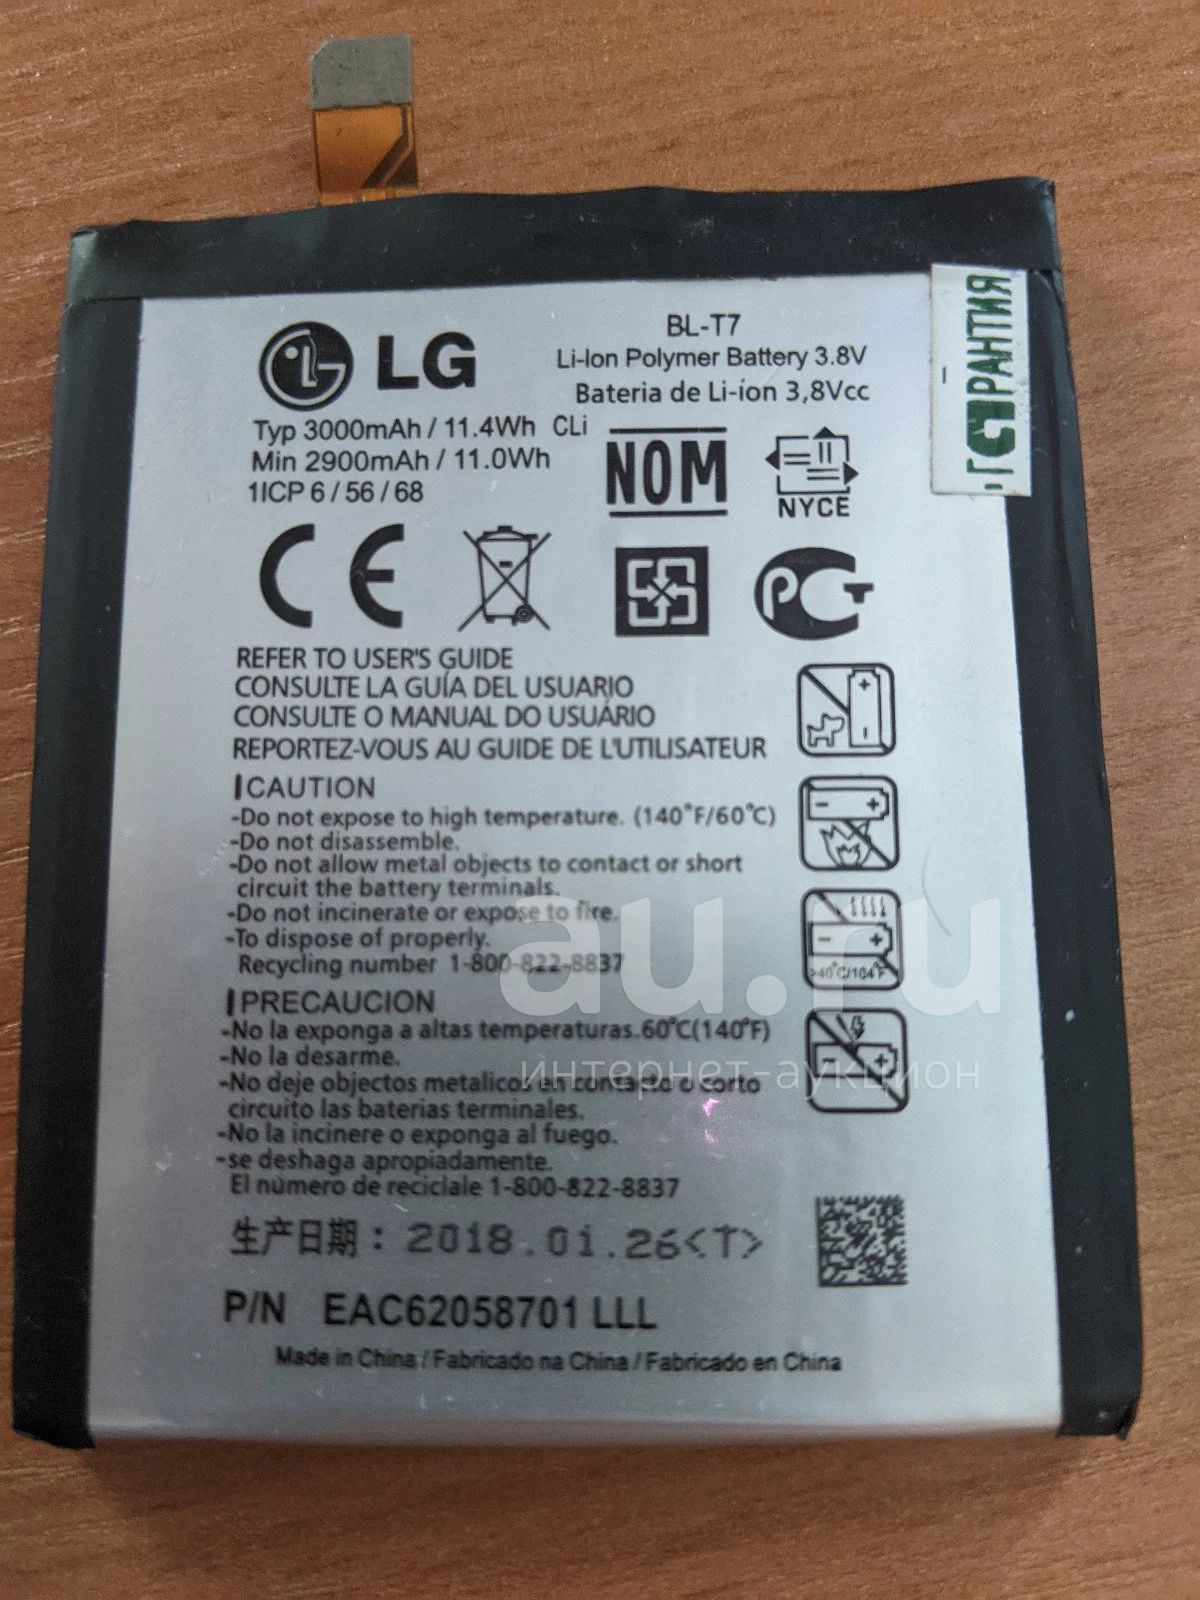 LG
BL-T7
Li-Ion Polymer Battery 3.8V
Bateria de Li-íon 3,8Vcc
Typ 3000mAh / 11.4Wh CLi
Min 2900mAh / 11.0Wh
1ICP 6 / 56 / 68
NOM
NYCE
ГАРАНТИЯ
CE
PCT
REFER TO USER'S GUIDE
CONSULTE LA GUÍA DEL USUARIO
CONSULTE O MANUAL DO USUÁRIO
REPORTEZ-VOUS AU GUIDE DE L'UTILISATEUR
CAUTION
-Do not expose to high temperature. (140°F/60°C)
-Do not disassemble.
-Do not allow metal objects to contact or short
circuit the battery terminals.
-Do not incinerate or expose to fire.
-To dispose of properly.
Recycling number 1-800-822-8837
>40°C/104°F
PRECAUCION
-No la exponga a altas temperaturas.60°C(140°F)
-No la desarme.
-No deje objectos metalicos en contacto o corto
circuito las baterias terminales.
-No la incinere o exponga al fuego.
-se deshaga apropiadamente.
El número de reciclale 1-800-822-8837
生产日期：2018.01.26<T>
P/N EAC62058701 LLL
Made in China / Fabricado na China / Fabricado en China
au.ru
интернет-аукцион